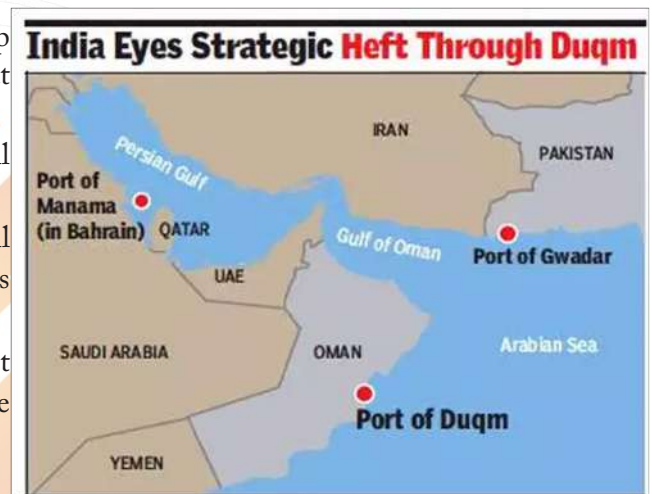 India Eyes Strategic Heft Through Duqm
IRAN
PAKISTAN
Persian Gulf
Port of
Manama
(in Bahrain)
QATAR
Gulf of Oman
Port of Gwadar
UAE
SAUDI ARABIA
OMAN
Arabian Sea
Port of Duqm
YEMEN